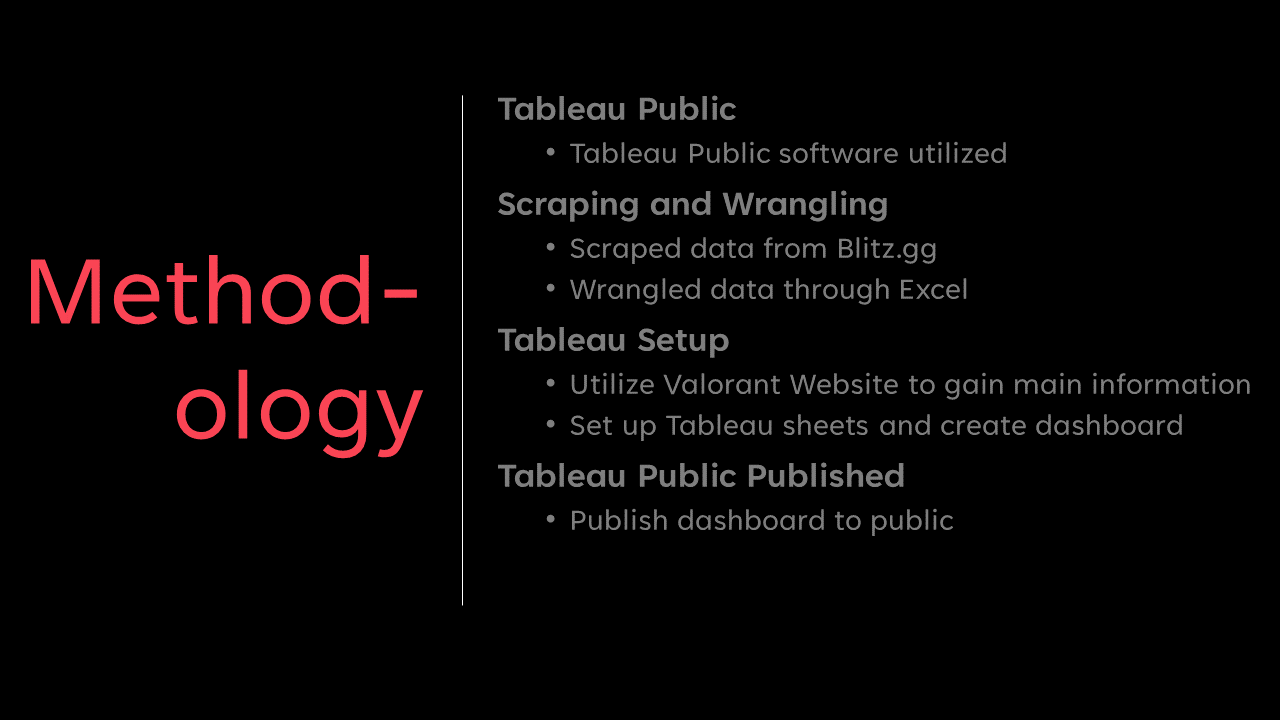 Method-
ology
Tableau Public
• Tableau Public software utilized
Scraping and Wrangling
• Scraped data from Blitz.gg
• Wrangled data through Excel
Tableau Setup
• Utilize Valorant Website to gain main information
• Set up Tableau sheets and create dashboard
Tableau Public Published
• Publish dashboard to public